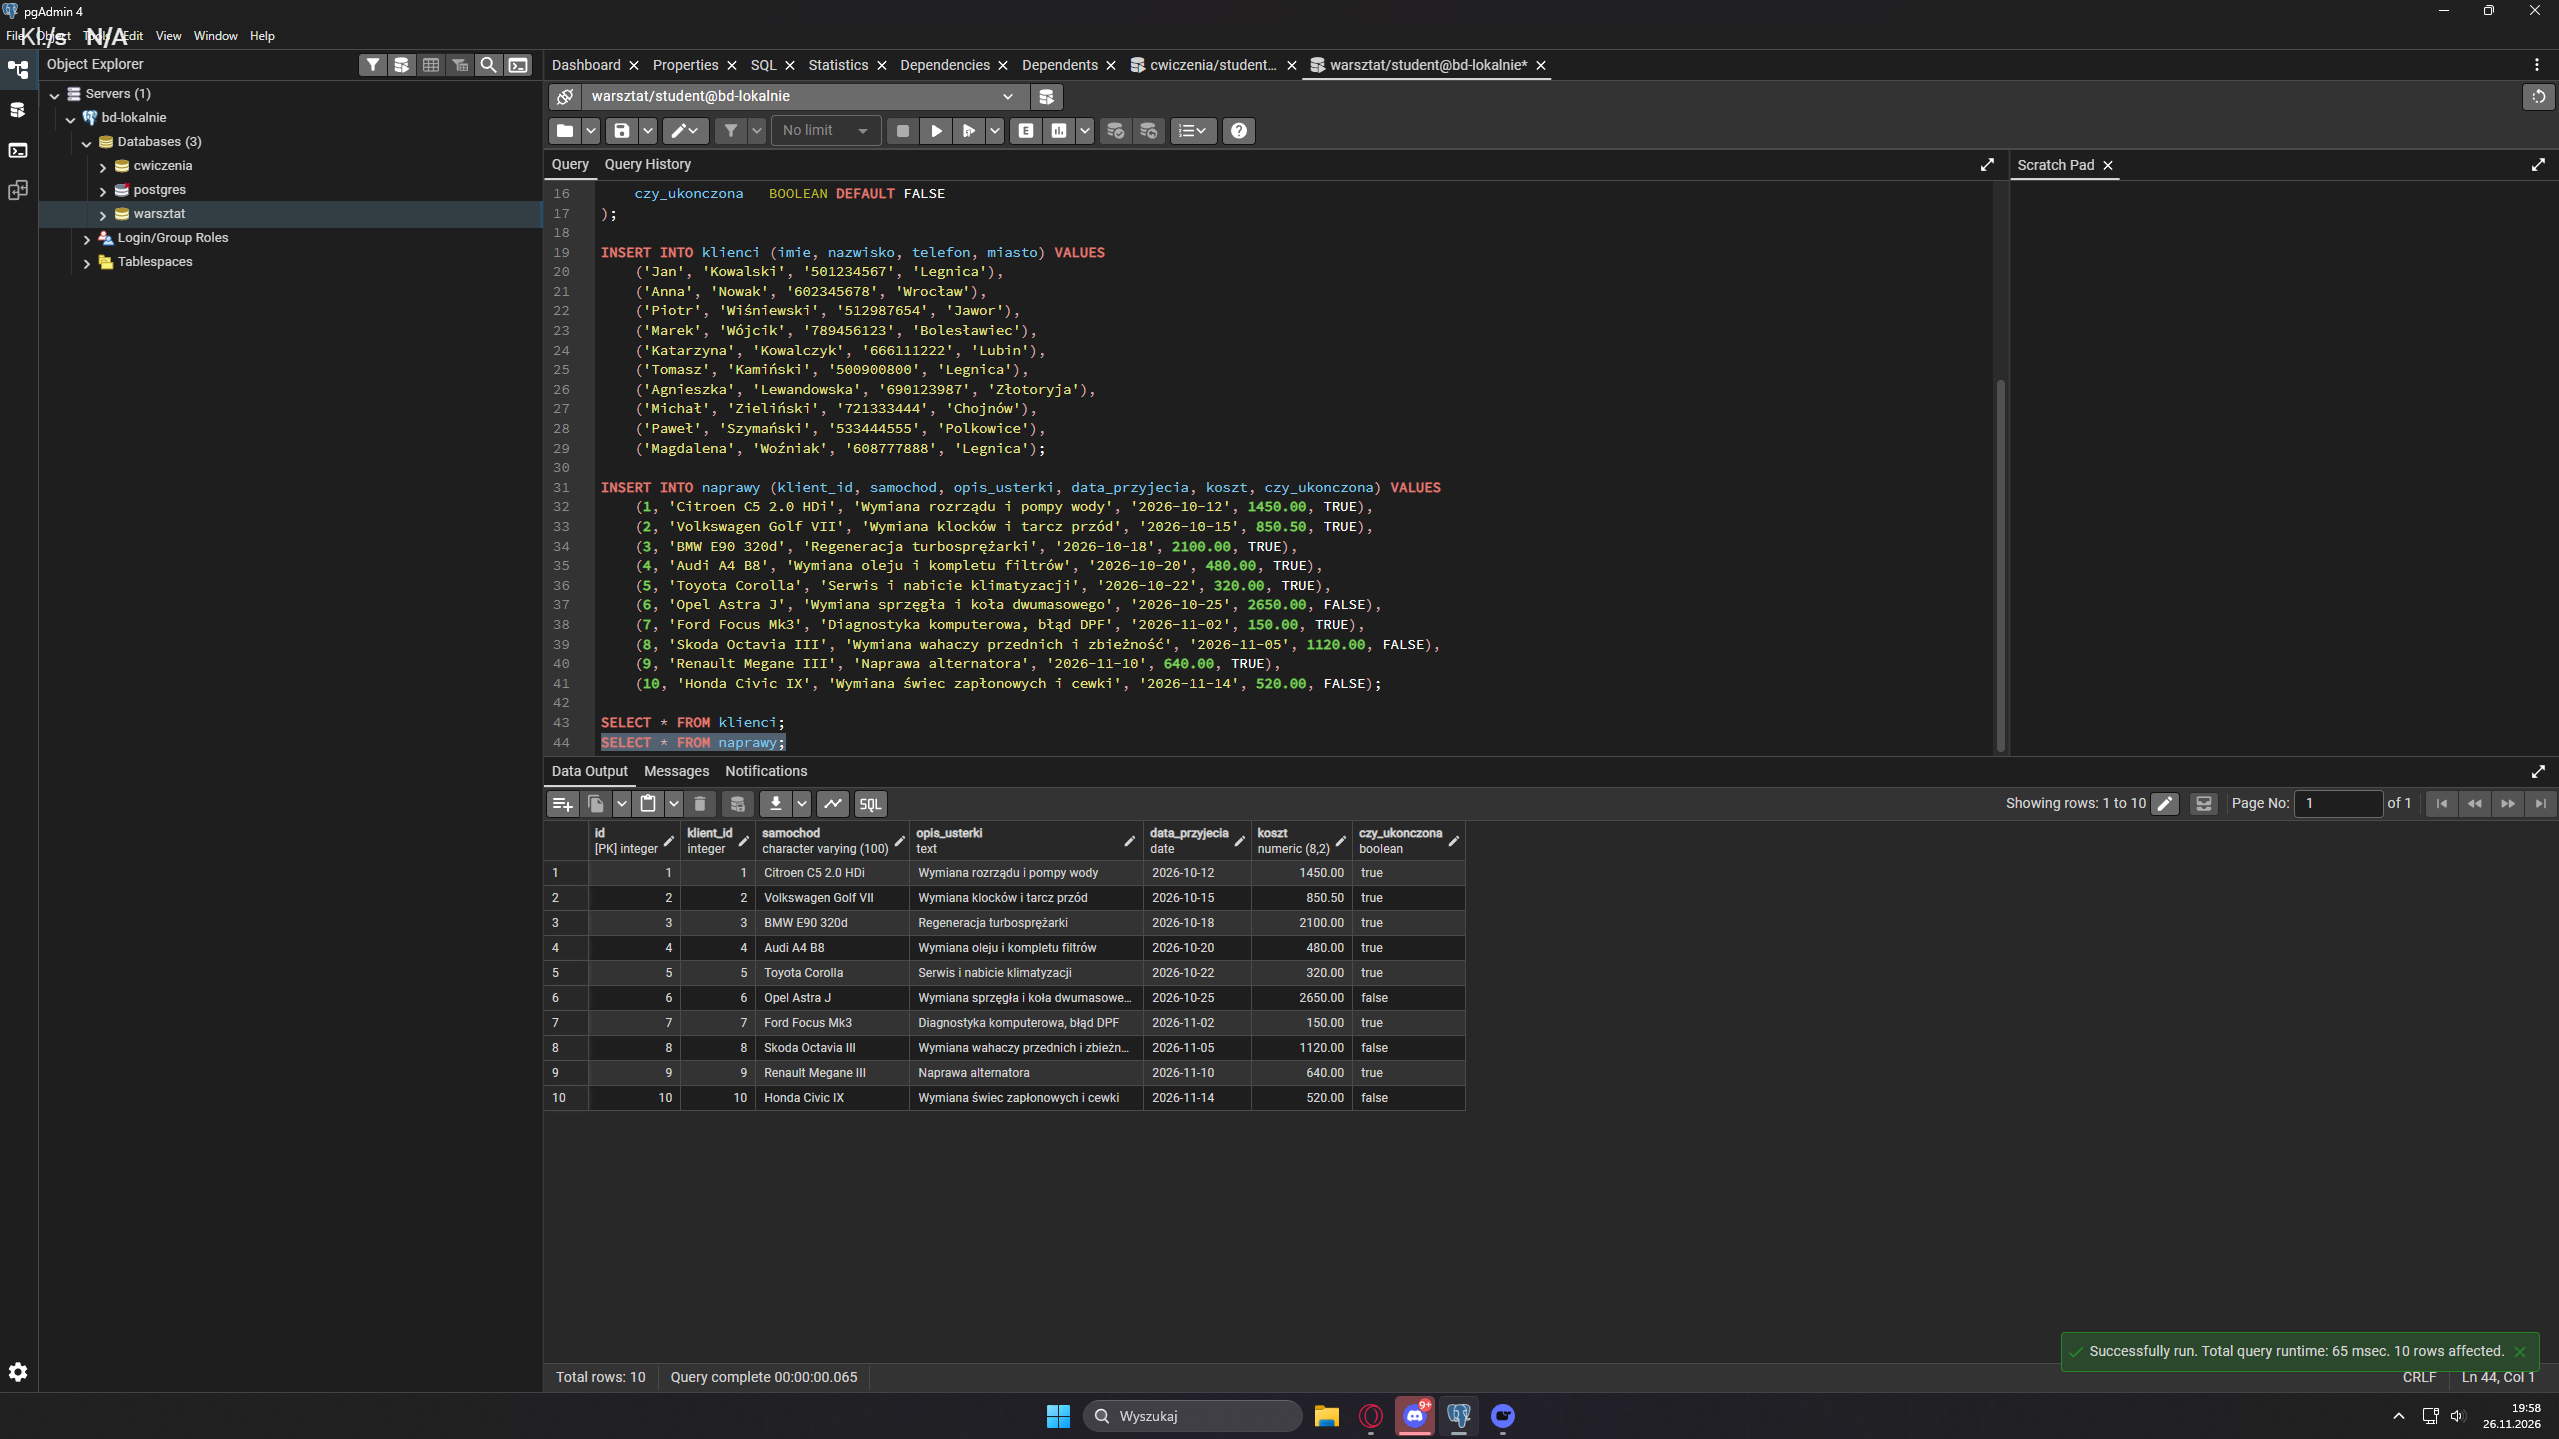 pgAdmin 4
File Object Tools Edit View Window Help
N/A
Object Explorer
Servers (1)
bd-lokalnie
Databases (3)
cwiczenia
postgres
warsztat
Login/Group Roles
Tablespaces
Dashboard Properties SQL Statistics Dependencies Dependents cwiczenia/student... warsztat/student@bd-lokalnie*
warsztat/student@bd-lokalnie
No limit
Query Query History
Scratch Pad
16 czy_ukonczona BOOLEAN DEFAULT FALSE
17 );
18
19 INSERT INTO klienci (imie, nazwisko, telefon, miasto) VALUES
20 ('Jan', 'Kowalski', '501234567', 'Legnica'),
21 ('Anna', 'Nowak', '602345678', 'Wrocław'),
22 ('Piotr', 'Wiśniewski', '512987654', 'Jawor'),
23 ('Marek', 'Wójcik', '789456123', 'Bolesławiec'),
24 ('Katarzyna', 'Kowalczyk', '666111222', 'Lubin'),
25 ('Tomasz', 'Kamiński', '500900800', 'Legnica'),
26 ('Agnieszka', 'Lewandowska', '690123987', 'Złotoryja'),
27 ('Michał', 'Zieliński', '721333444', 'Chojnów'),
28 ('Paweł', 'Szymański', '533444555', 'Polkowice'),
29 ('Magdalena', 'Woźniak', '608777888', 'Legnica');
30
31 INSERT INTO naprawy (klient_id, samochod, opis_usterki, data_przyjecia, koszt, czy_ukonczona) VALUES
32 (1, 'Citroen C5 2.0 HDi', 'Wymiana rozrządu i pompy wody', '2026-10-12', 1450.00, TRUE),
33 (2, 'Volkswagen Golf VII', 'Wymiana klocków i tarcz przód', '2026-10-15', 850.50, TRUE),
34 (3, 'BMW E90 320d', 'Regeneracja turbosprężarki', '2026-10-18', 2100.00, TRUE),
35 (4, 'Audi A4 B8', 'Wymiana oleju i kompletu filtrów', '2026-10-20', 480.00, TRUE),
36 (5, 'Toyota Corolla', 'Serwis i nabicie klimatyzacji', '2026-10-22', 320.00, TRUE),
37 (6, 'Opel Astra J', 'Wymiana sprzęgła i koła dwumasowego', '2026-10-25', 2650.00, FALSE),
38 (7, 'Ford Focus Mk3', 'Diagnostyka komputerowa, błąd DPF', '2026-11-02', 150.00, TRUE),
39 (8, 'Skoda Octavia III', 'Wymiana wahaczy przednich i zbieżność', '2026-11-05', 1120.00, FALSE),
40 (9, 'Renault Megane III', 'Naprawa alternatora', '2026-11-10', 640.00, TRUE),
41 (10, 'Honda Civic IX', 'Wymiana świec zapłonowych i cewki', '2026-11-14', 520.00, FALSE);
42
43 SELECT * FROM klienci;
44 SELECT * FROM naprawy;
Data Output Messages Notifications
SQL Showing rows: 1 to 10 Page No: 1 of 1
id klient_id samochod opis_usterki data_przyjecia koszt czy_ukonczona
[PK] integer integer character varying (100) text date numeric (8,2) boolean
1 1 1 Citroen C5 2.0 HDi Wymiana rozrządu i pompy wody 2026-10-12 1450.00 true
2 2 2 Volkswagen Golf VII Wymiana klocków i tarcz przód 2026-10-15 850.50 true
3 3 3 BMW E90 320d Regeneracja turbosprężarki 2026-10-18 2100.00 true
4 4 4 Audi A4 B8 Wymiana oleju i kompletu filtrów 2026-10-20 480.00 true
5 5 5 Toyota Corolla Serwis i nabicie klimatyzacji 2026-10-22 320.00 true
6 6 6 Opel Astra J Wymiana sprzęgła i koła dwumasowe... 2026-10-25 2650.00 false
7 7 7 Ford Focus Mk3 Diagnostyka komputerowa, błąd DPF 2026-11-02 150.00 true
8 8 8 Skoda Octavia III Wymiana wahaczy przednich i zbieżn... 2026-11-05 1120.00 false
9 9 9 Renault Megane III Naprawa alternatora 2026-11-10 640.00 true
10 10 10 Honda Civic IX Wymiana świec zapłonowych i cewki 2026-11-14 520.00 false
Successfully run. Total query runtime: 65 msec. 10 rows affected.
Total rows: 10 Query complete 00:00:00.065 CRLF Ln 44, Col 1
Wyszukaj
9+
19:58
26.11.2026